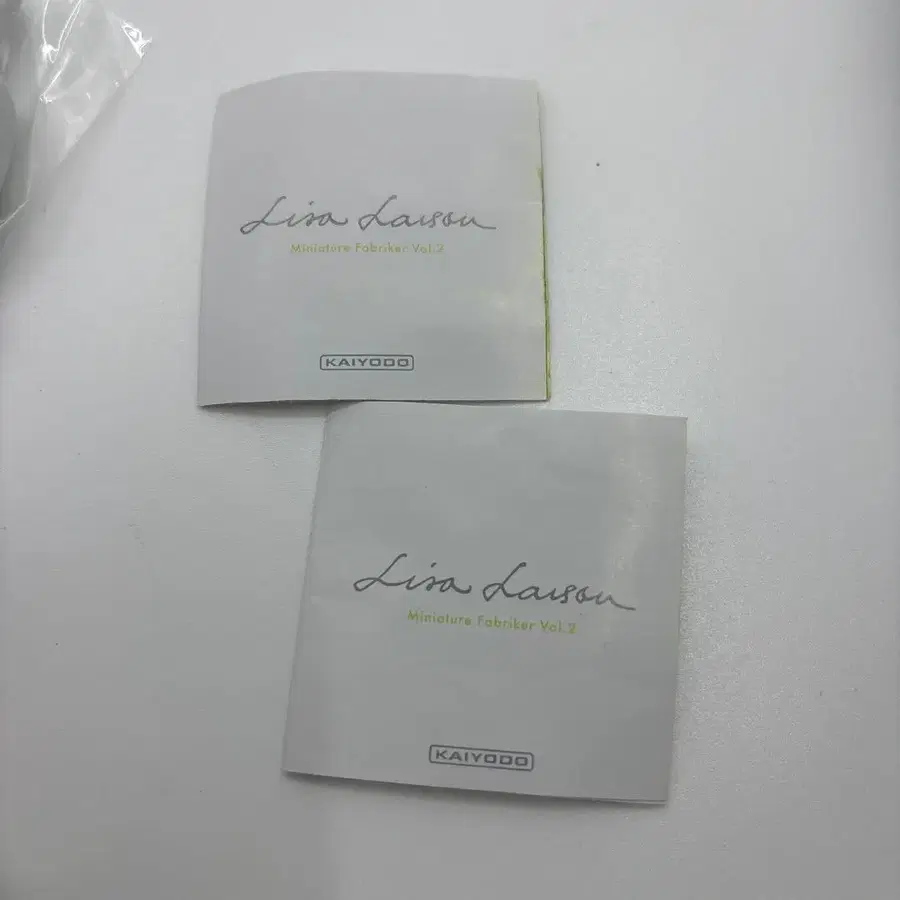 Lisa Larson
Miniature Fabriker Vol.2
KAIYODO
Lisa Larson
Miniature Fabriker Vol.2
KAIYODO